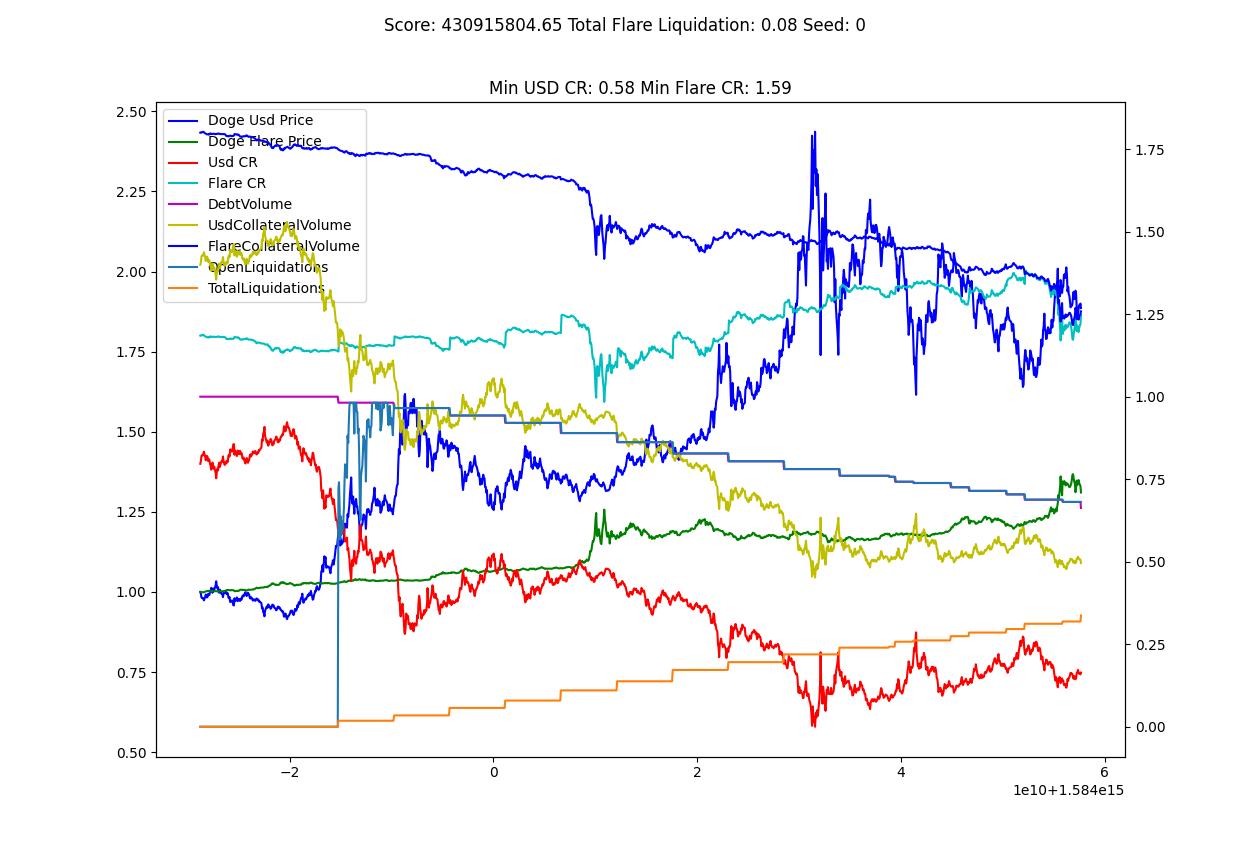 Score: 430915804.65 Total Flare Liquidation: 0.08 Seed: 0
Min USD CR: 0.58 Min Flare CR: 1.59
2.50
2.25
2.00
1.75
1.50
1.25
1.00
0.75
0.50
Doge Usd Price
Doge Flare Price
Usd CR
Flare CR
DebtVolume
UsdCollateralVolume
FlareCollateralVolume
OpenLiquidations
TotalLiquidations
1.75
1.50
1.25
1.00
0.75
0.50
0.25
0.00
−2 0 2 4 6
1e10+1.584e15